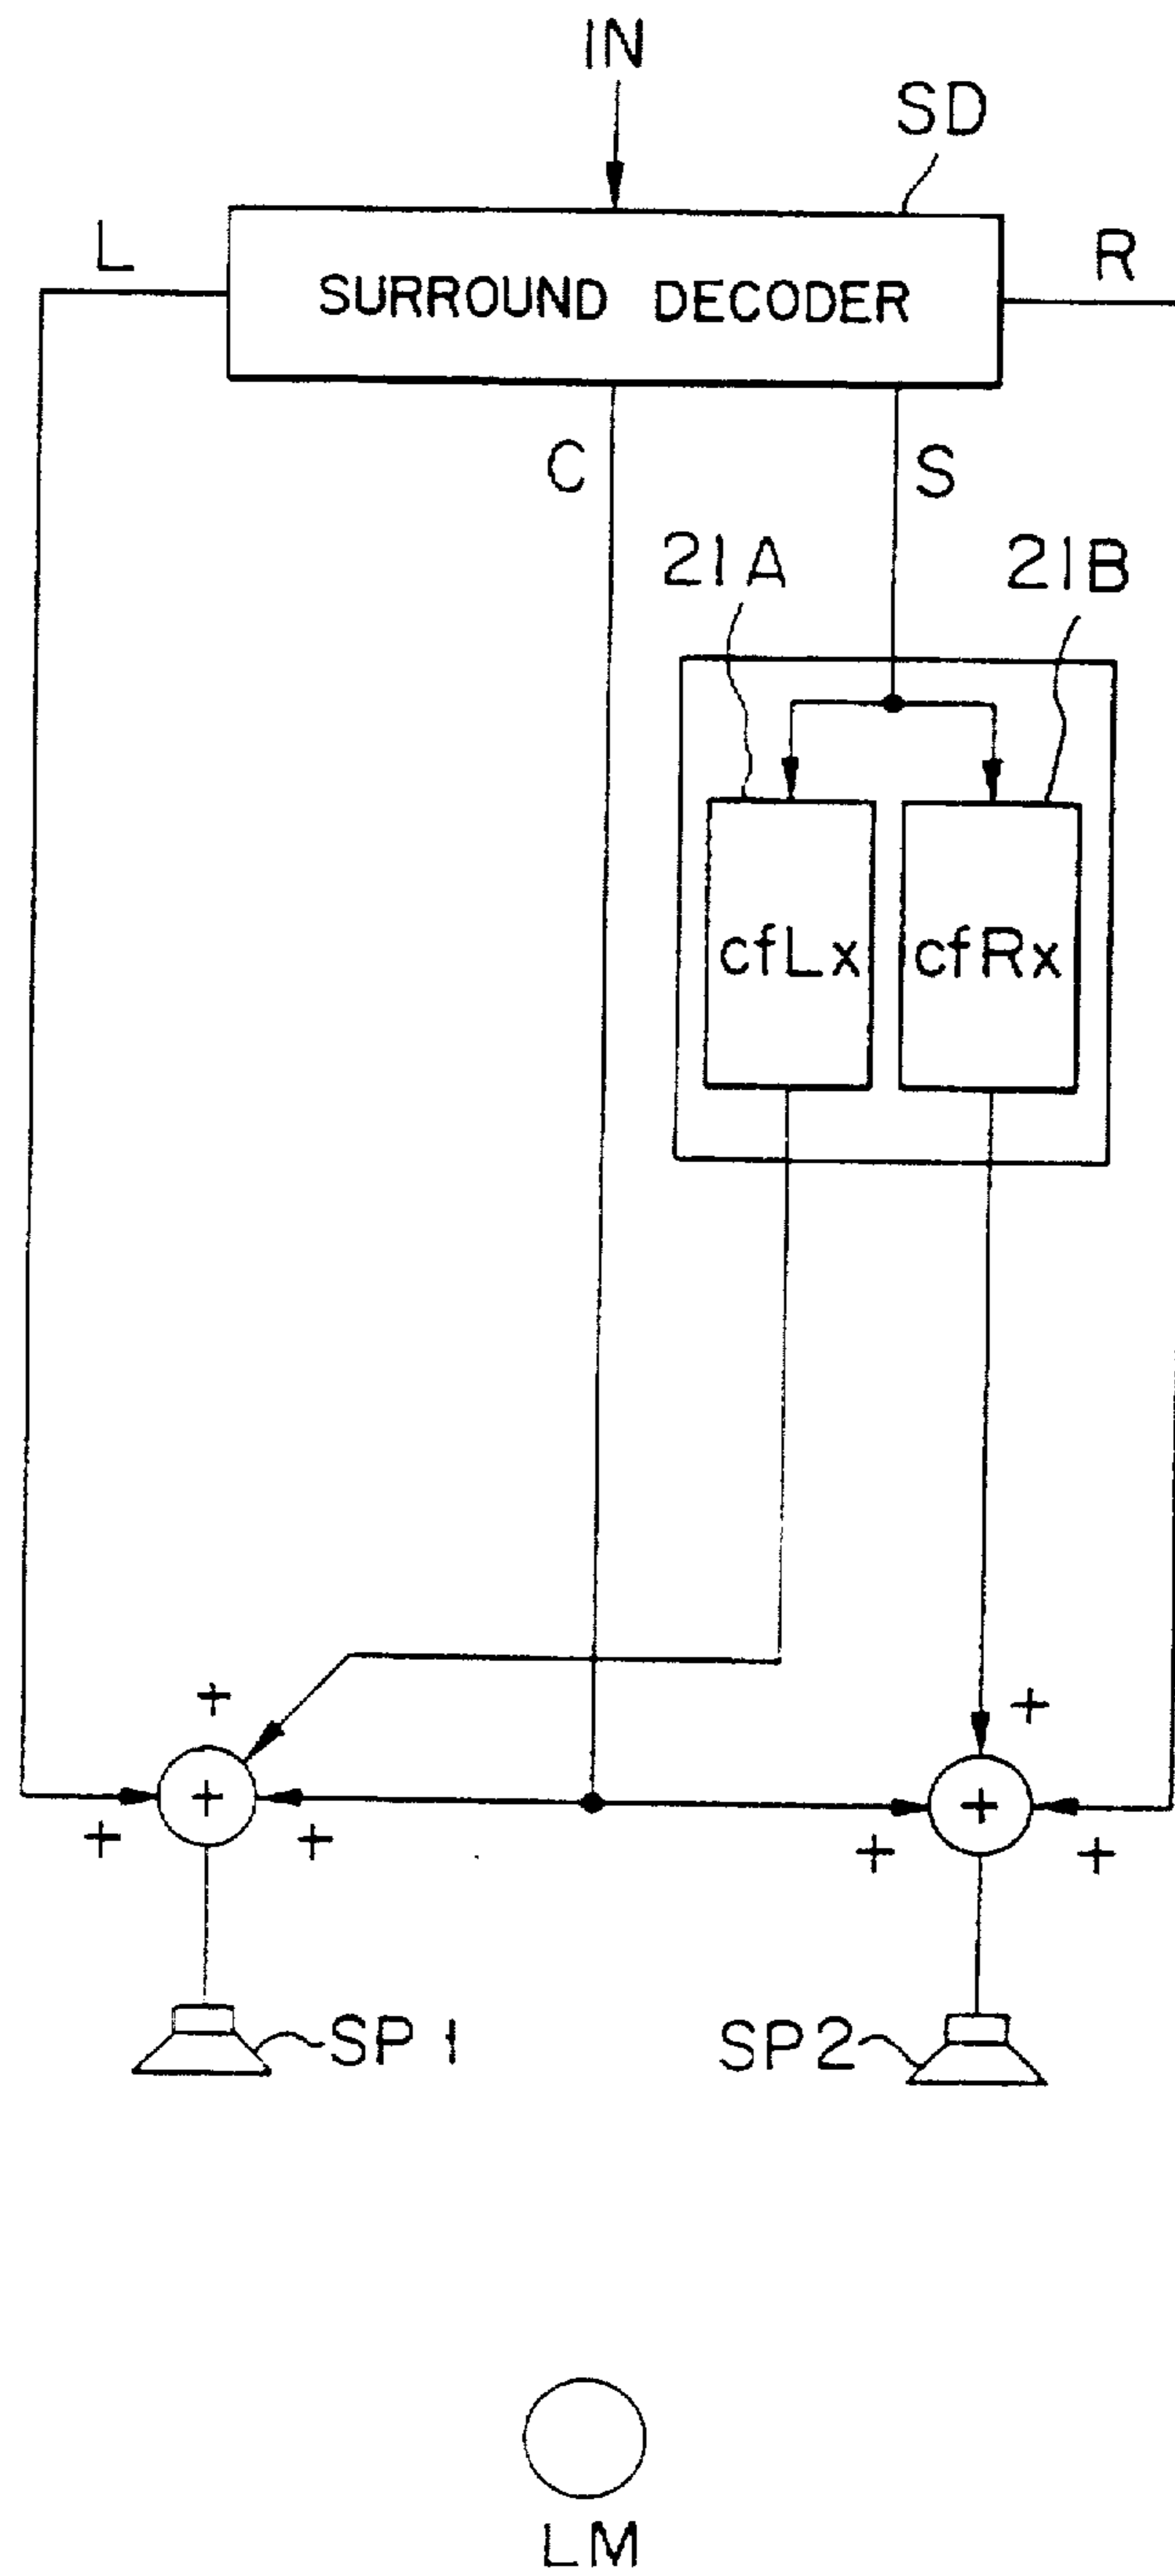 IN
SD
L
R
SURROUND DECODER
C
S
21A
21B
cfLx
cfRx
+
+
+
+
+
+
+
+
SP1
SP2
LM